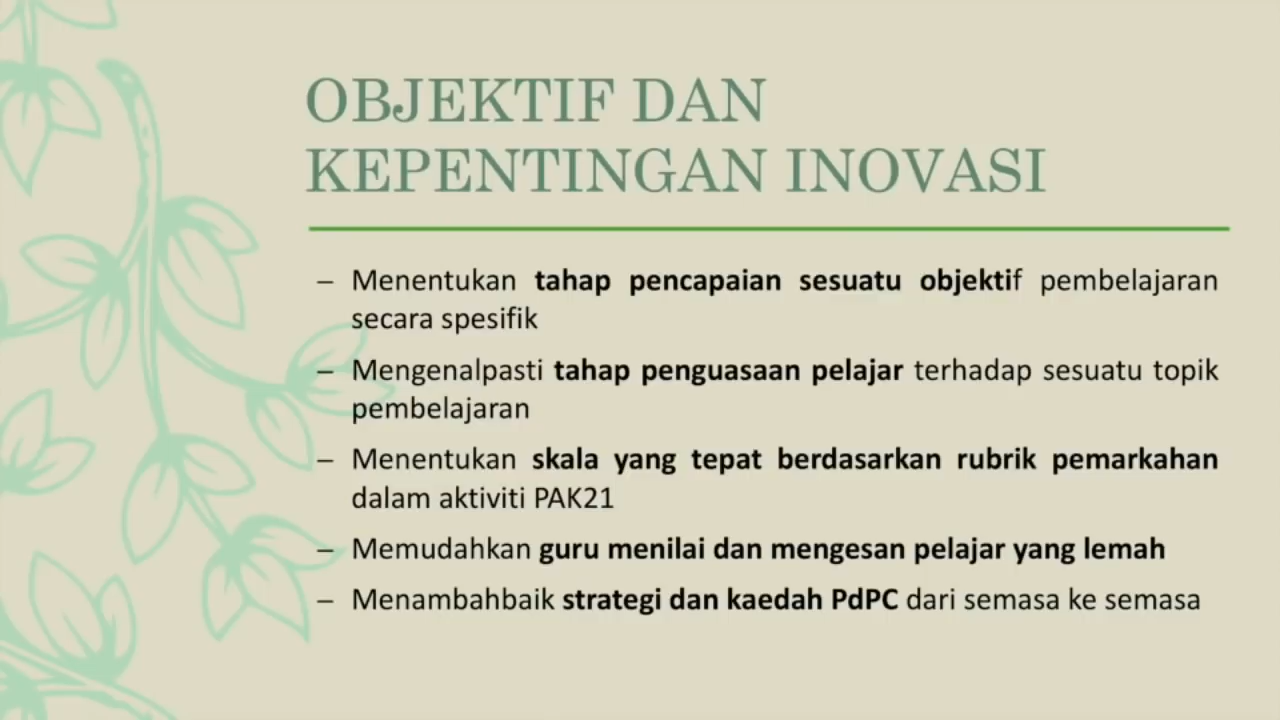 OBJEKTIF DAN
KEPENTINGAN INOVASI
– Menentukan tahap pencapaian sesuatu objektif pembelajaran
secara spesifik
– Mengenalpasti tahap penguasaan pelajar terhadap sesuatu topik
pembelajaran
– Menentukan skala yang tepat berdasarkan rubrik pemarkahan
dalam aktiviti PAK21
– Memudahkan guru menilai dan mengesan pelajar yang lemah
– Menambahbaik strategi dan kaedah PdPC dari semasa ke semasa